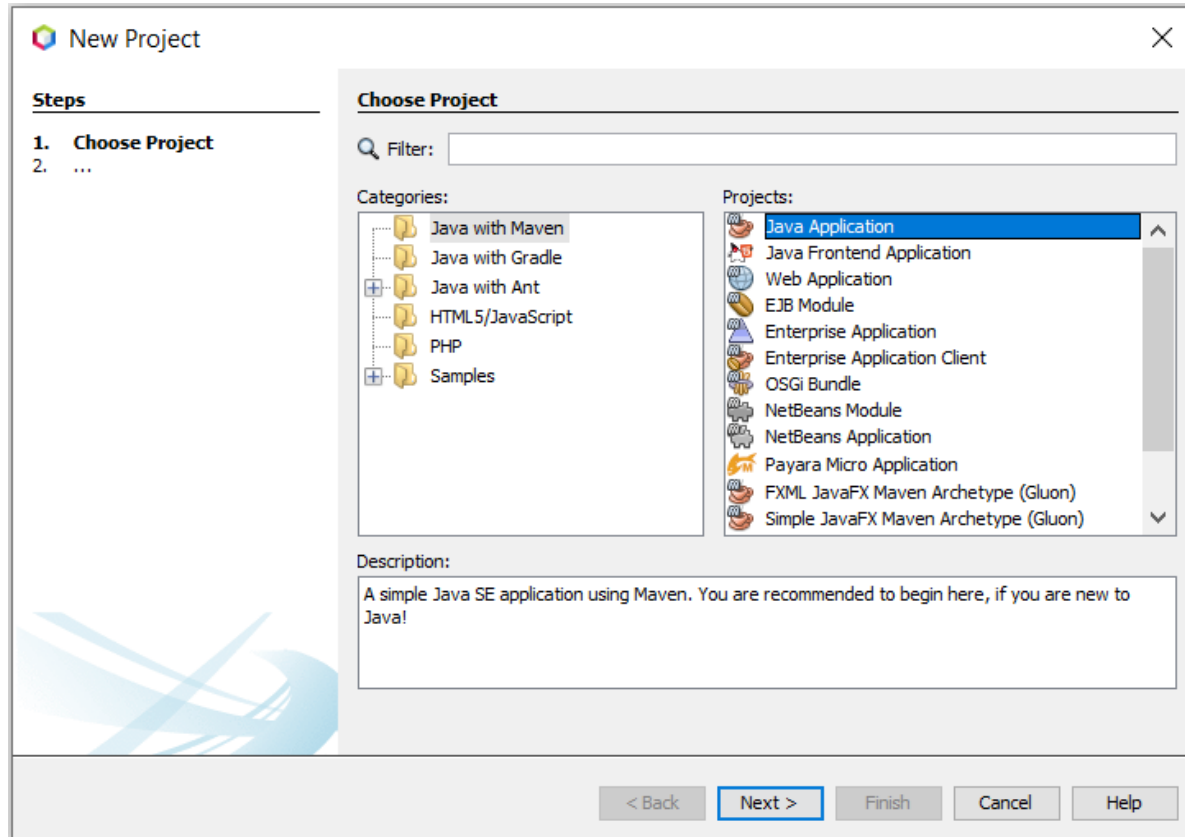 New Project
Steps
1. Choose Project
2. ...
Choose Project
Filter:
Categories:
Java with Maven
Java with Gradle
Java with Ant
HTML5/JavaScript
PHP
Samples
Projects:
Java Application
Java Frontend Application
Web Application
EJB Module
Enterprise Application
Enterprise Application Client
OSGi Bundle
NetBeans Module
NetBeans Application
Payara Micro Application
FXML JavaFX Maven Archetype (Gluon)
Simple JavaFX Maven Archetype (Gluon)
Description:
A simple Java SE application using Maven. You are recommended to begin here, if you are new to
Java!
< Back Next > Finish Cancel Help